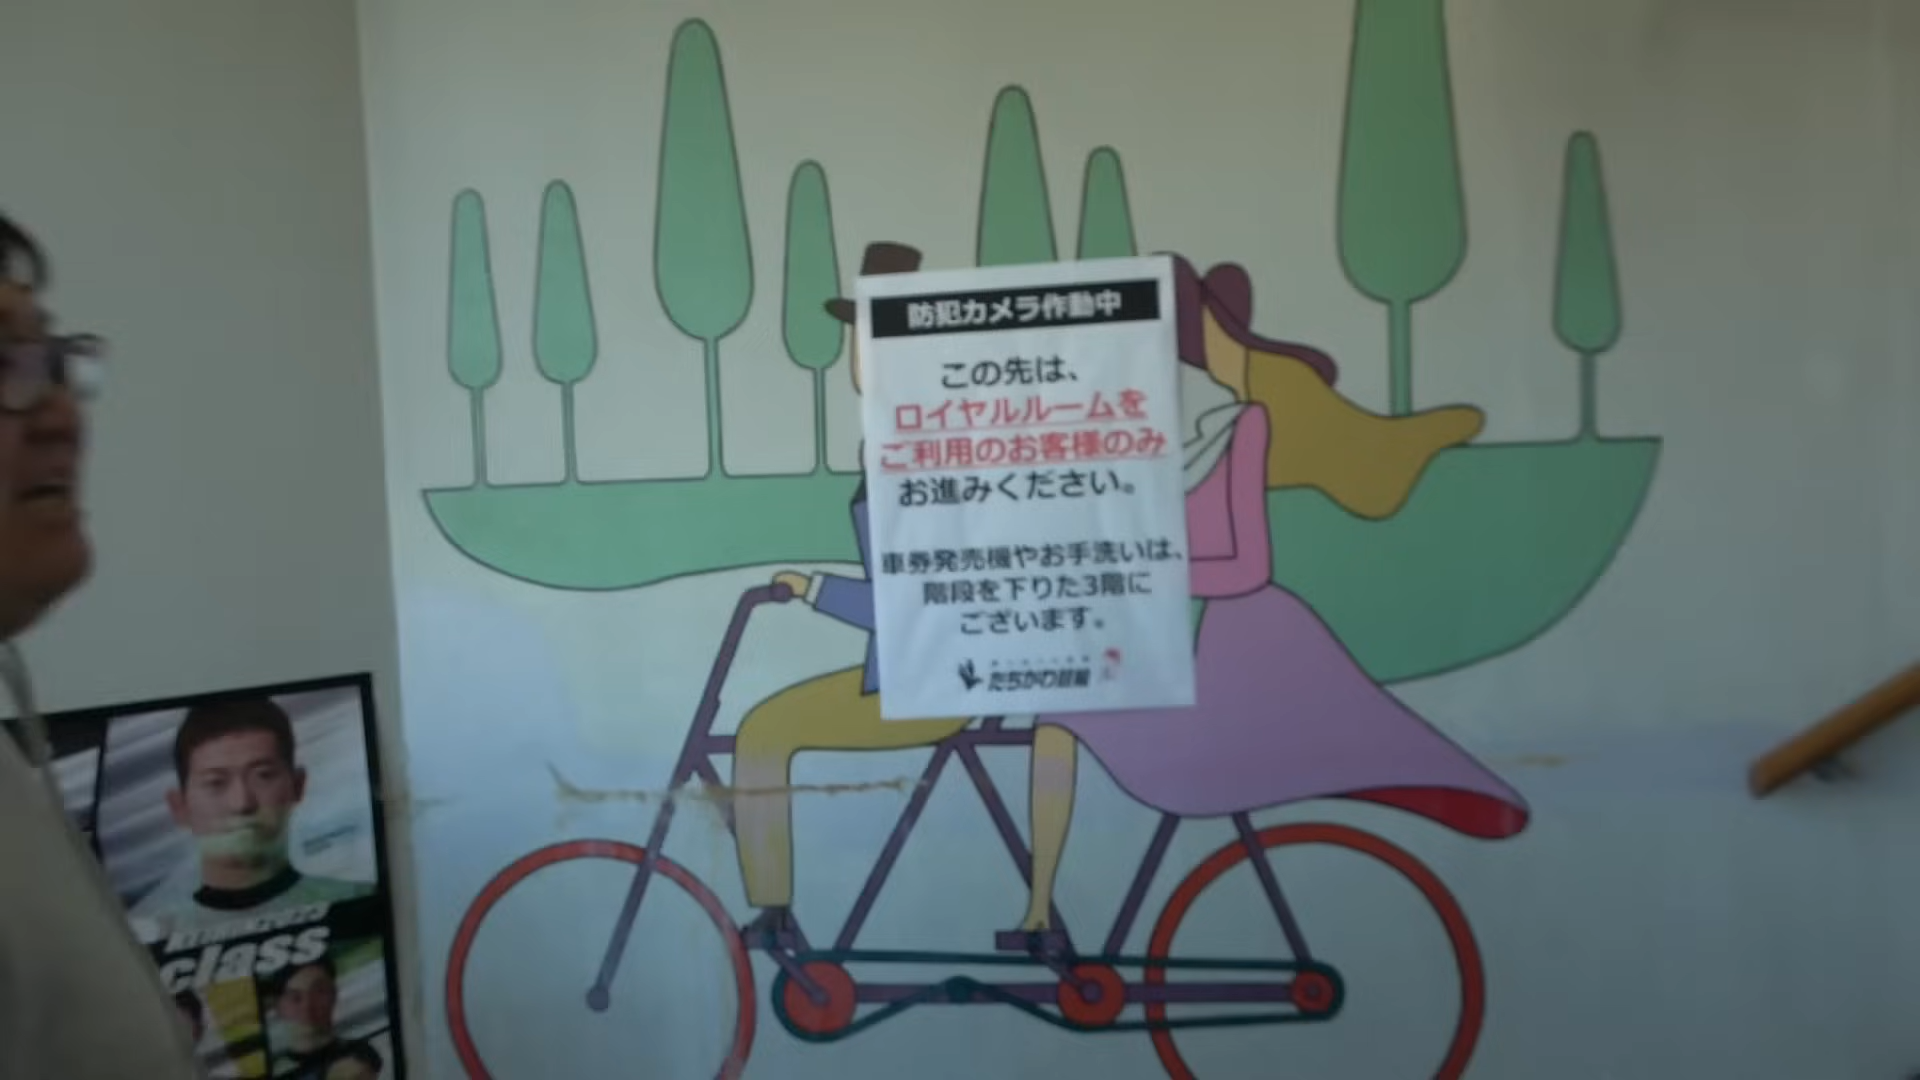 防犯カメラ作動中
この先は、
ロイヤルルームを
ご利用のお客様のみ
お進みください。
車券発売機やお手洗いは、
階段を下りた3階に
ございます。
たちかわ競輪
class